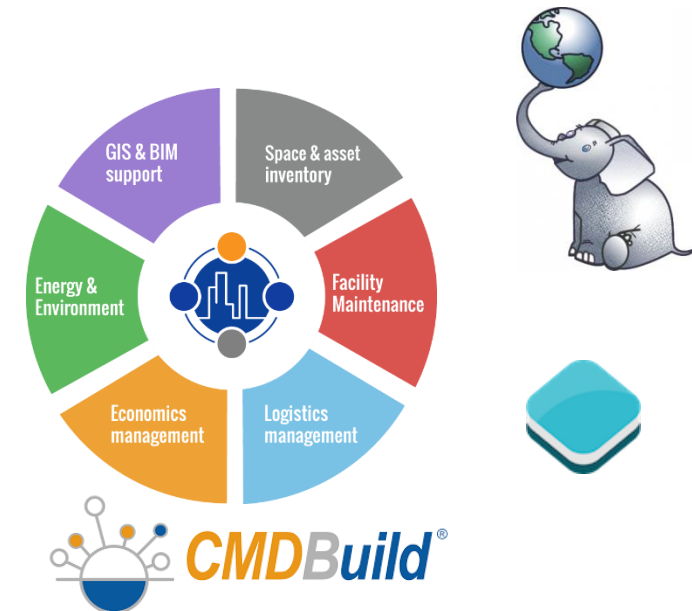 GIS & BIM
support
Space & asset
inventory
Energy &
Environment
Facility
Maintenance
Economics
management
Logistics
management
CMDBuild®